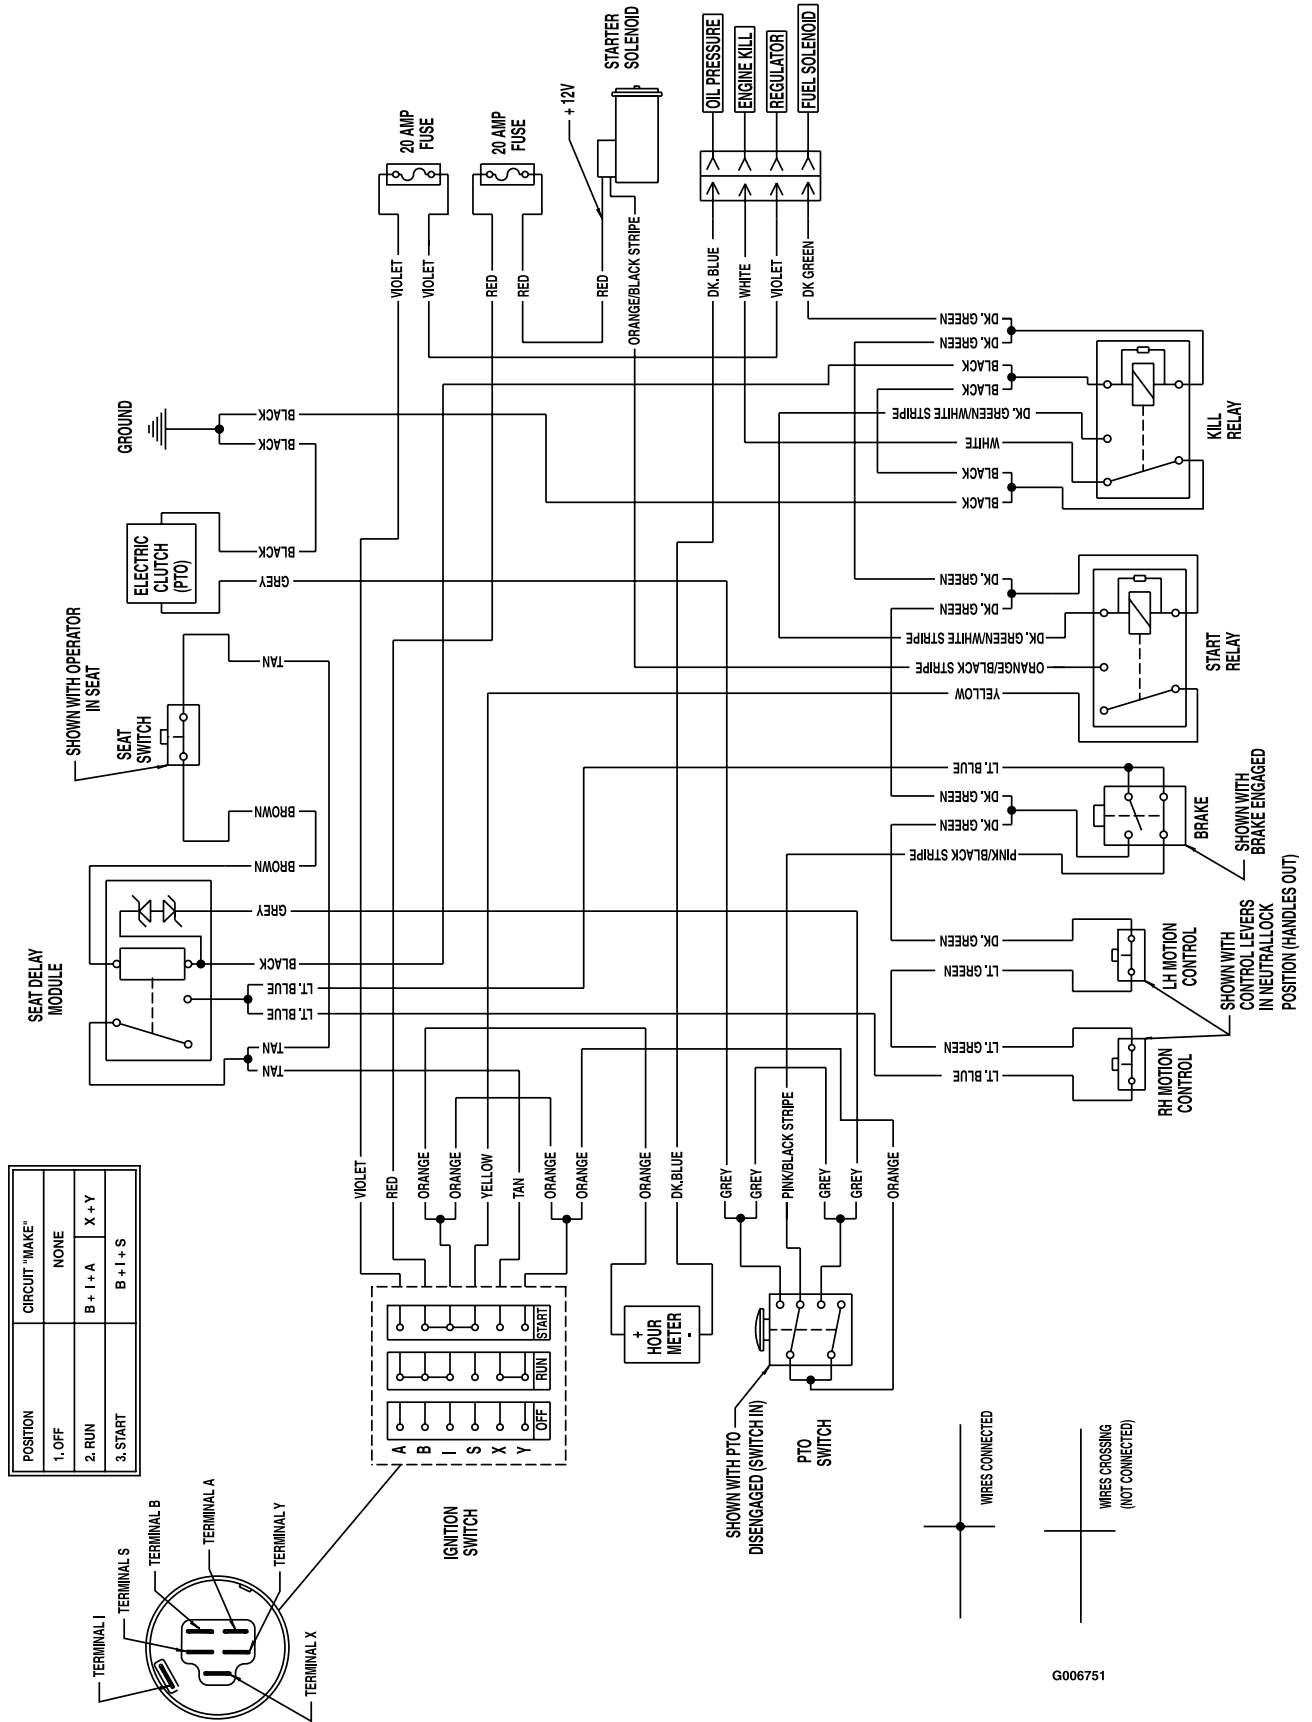 STARTER
SOLENOID
+ 12V
20 AMP
FUSE
20 AMP
FUSE
OIL PRESSURE
ENGINE KILL
REGULATOR
FUEL SOLENOID
VIOLET
VIOLET
RED
RED
RED
ORANGE/BLACK STRIPE
DK. BLUE
WHITE
VIOLET
DK GREEN
GROUND
BLACK
BLACK
ELECTRIC
CLUTCH
(PTO)
BLACK
GREY
SHOWN WITH OPERATOR
IN SEAT
SEAT
SWITCH
TAN
BROWN
BROWN
SEAT DELAY
MODULE
GREY
BLACK
LT. BLUE
LT. BLUE
TAN
TAN
DK. GREEN
DK. GREEN
BLACK
BLACK
DK. GREEN/WHITE STRIPE
WHITE
BLACK
BLACK
KILL
RELAY
DK. GREEN
DK. GREEN
DK. GREEN/WHITE STRIPE
ORANGE/BLACK STRIPE
YELLOW
START
RELAY
LT. BLUE
DK. GREEN
DK. GREEN
PINK/BLACK STRIPE
BRAKE
SHOWN WITH
BRAKE ENGAGED
DK. GREEN
LT. GREEN
LH MOTION
CONTROL
SHOWN WITH
CONTROL LEVERS
IN NEUTRALLOCK
POSITION (HANDLES OUT)
LT. GREEN
LT. BLUE
RH MOTION
CONTROL
VIOLET
RED
ORANGE
ORANGE
YELLOW
TAN
ORANGE
ORANGE
ORANGE
DK.BLUE
GREY
GREY
PINK/BLACK STRIPE
GREY
GREY
ORANGE
POSITION
CIRCUIT "MAKE"
1. OFF
NONE
2. RUN
B + I + A
X + Y
3. START
B + I + S
START
RUN
OFF
A
B
I
S
X
Y
IGNITION
SWITCH
+
HOUR
METER
-
SHOWN WITH PTO
DISENGAGED (SWITCH IN)
PTO
SWITCH
TERMINAL I
TERMINAL S
TERMINAL B
TERMINAL A
TERMINAL Y
TERMINAL X
WIRES CONNECTED
WIRES CROSSING
(NOT CONNECTED)
G006751